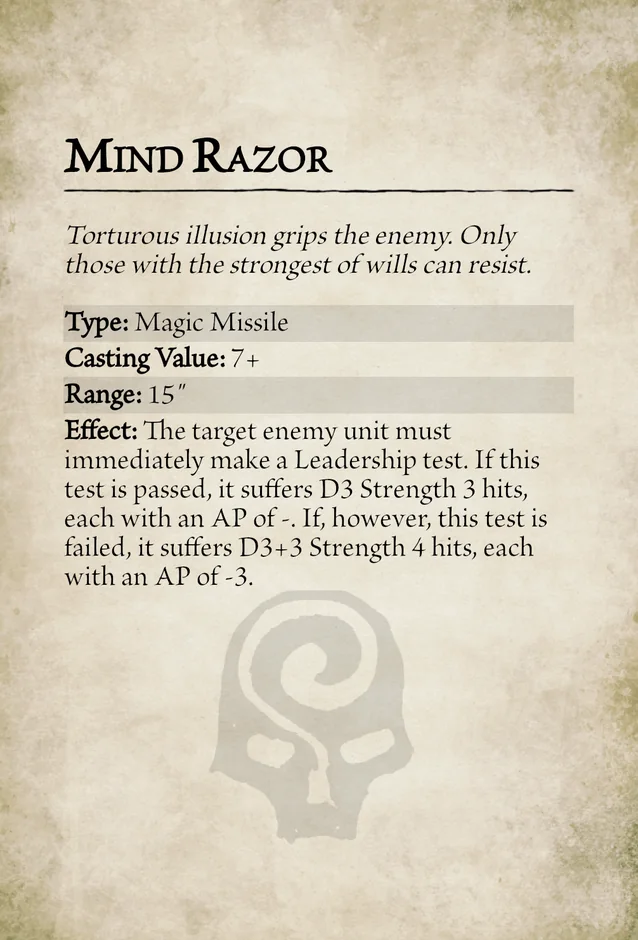 Mind Razor
Torturous illusion grips the enemy. Only
those with the strongest of wills can resist.
Type: Magic Missile
Casting Value: 7+
Range: 15″
Effect: The target enemy unit must
immediately make a Leadership test. If this
test is passed, it suffers D3 Strength 3 hits,
each with an AP of -. If, however, this test is
failed, it suffers D3+3 Strength 4 hits, each
with an AP of -3.